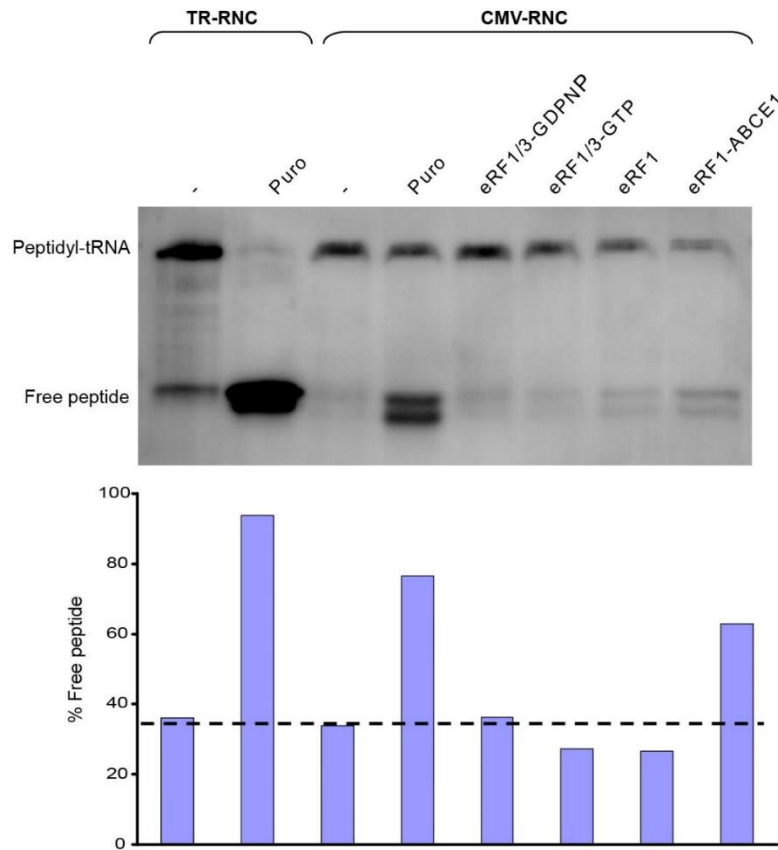 TR-RNC CMV-RNC
- Puro - Puro eRF1/3-GDPNP eRF1/3-GTP eRF1 eRF1-ABCE1
Peptidyl-tRNA
Free peptide
100
80
60
40
20
0
% Free peptide